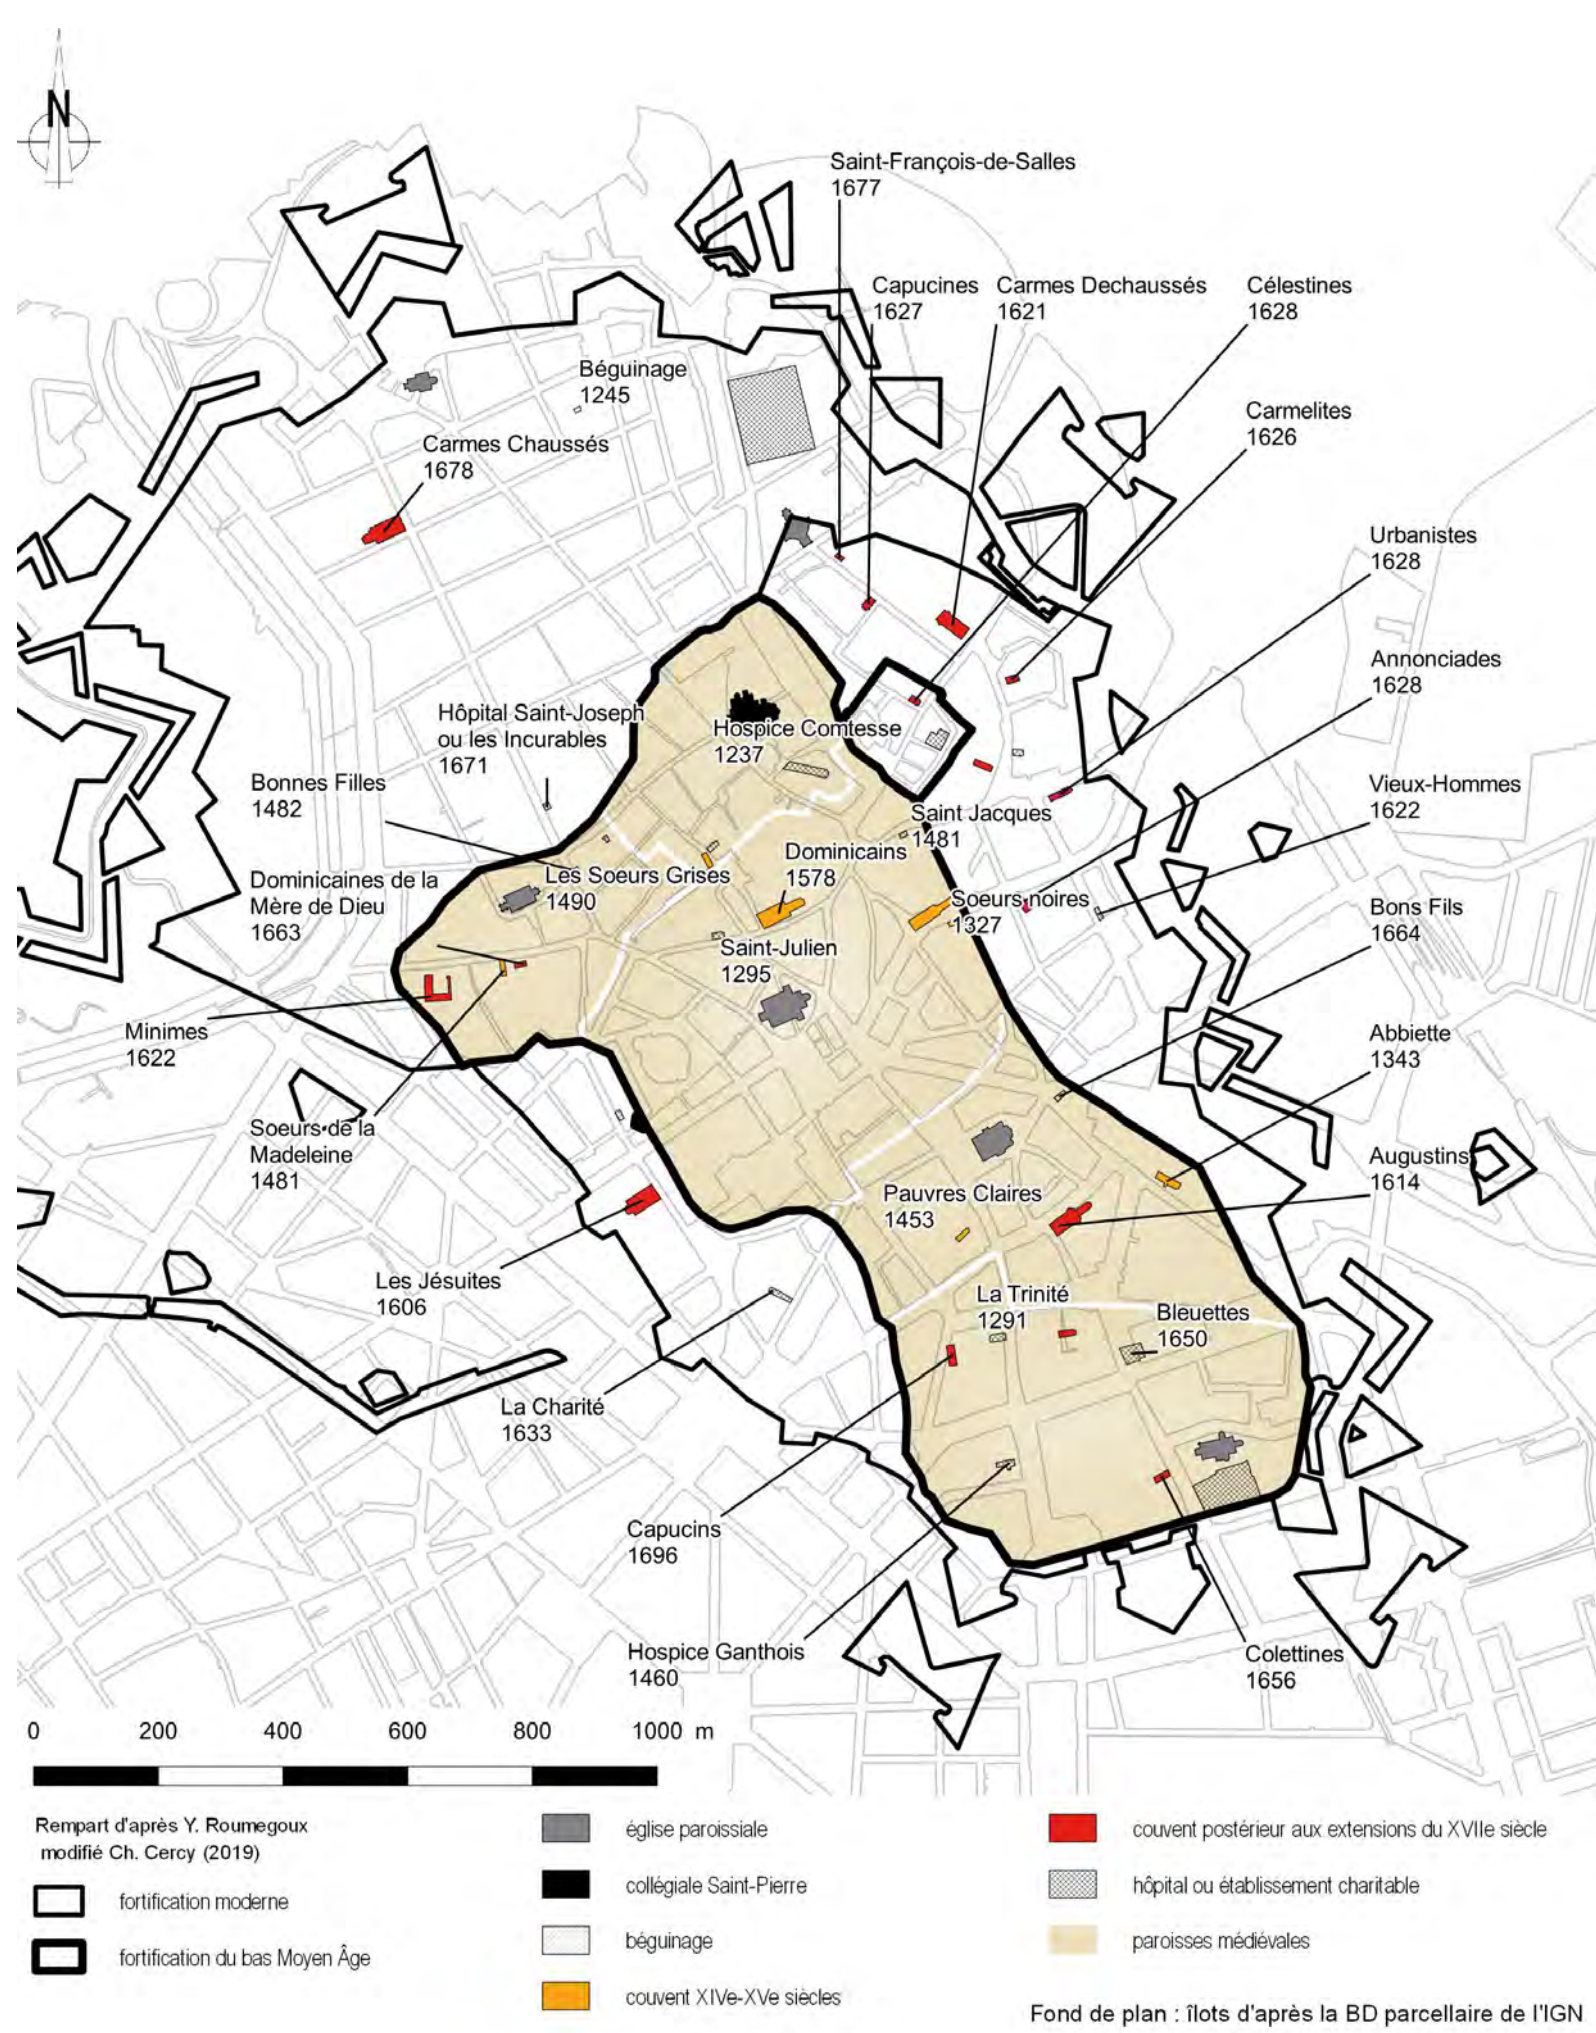 N
Saint-François-de-Salles
1677
Capucines
1627
Carmes Dechaussés
1621
Célestines
1628
Béguinage
1245
Carmelites
1626
Carmes Chaussés
1678
Urbanistes
1628
Annonciades
1628
Hôpital Saint-Joseph
ou les Incurables
1671
Hospice Comtesse
1237
Bonnes Filles
1482
Vieux-Hommes
1622
Saint Jacques
1481
Dominicains
1578
Dominicaines de la
Mère de Dieu
1663
Les Soeurs Grises
1490
Soeurs noires
1327
Bons Fils
1664
Saint-Julien
1295
Minimes
1622
Abbiette
1343
Soeurs de la
Madeleine
1481
Augustins
1614
Pauvres Claires
1453
Les Jésuites
1606
La Trinité
1291
Bleuettes
1650
La Charité
1633
Capucins
1696
Hospice Ganthois
1460
Colettines
1656
0 200 400 600 800 1000 m
Rempart d'après Y. Roumegoux
modifié Ch. Cercy (2019)
fortification moderne
fortification du bas Moyen Âge
église paroissiale
collégiale Saint-Pierre
béguinage
couvent XIVe-XVe siècles
couvent postérieur aux extensions du XVIIe siècle
hôpital ou établissement charitable
paroisses médiévales
Fond de plan : îlots d'après la BD parcellaire de l'IGN